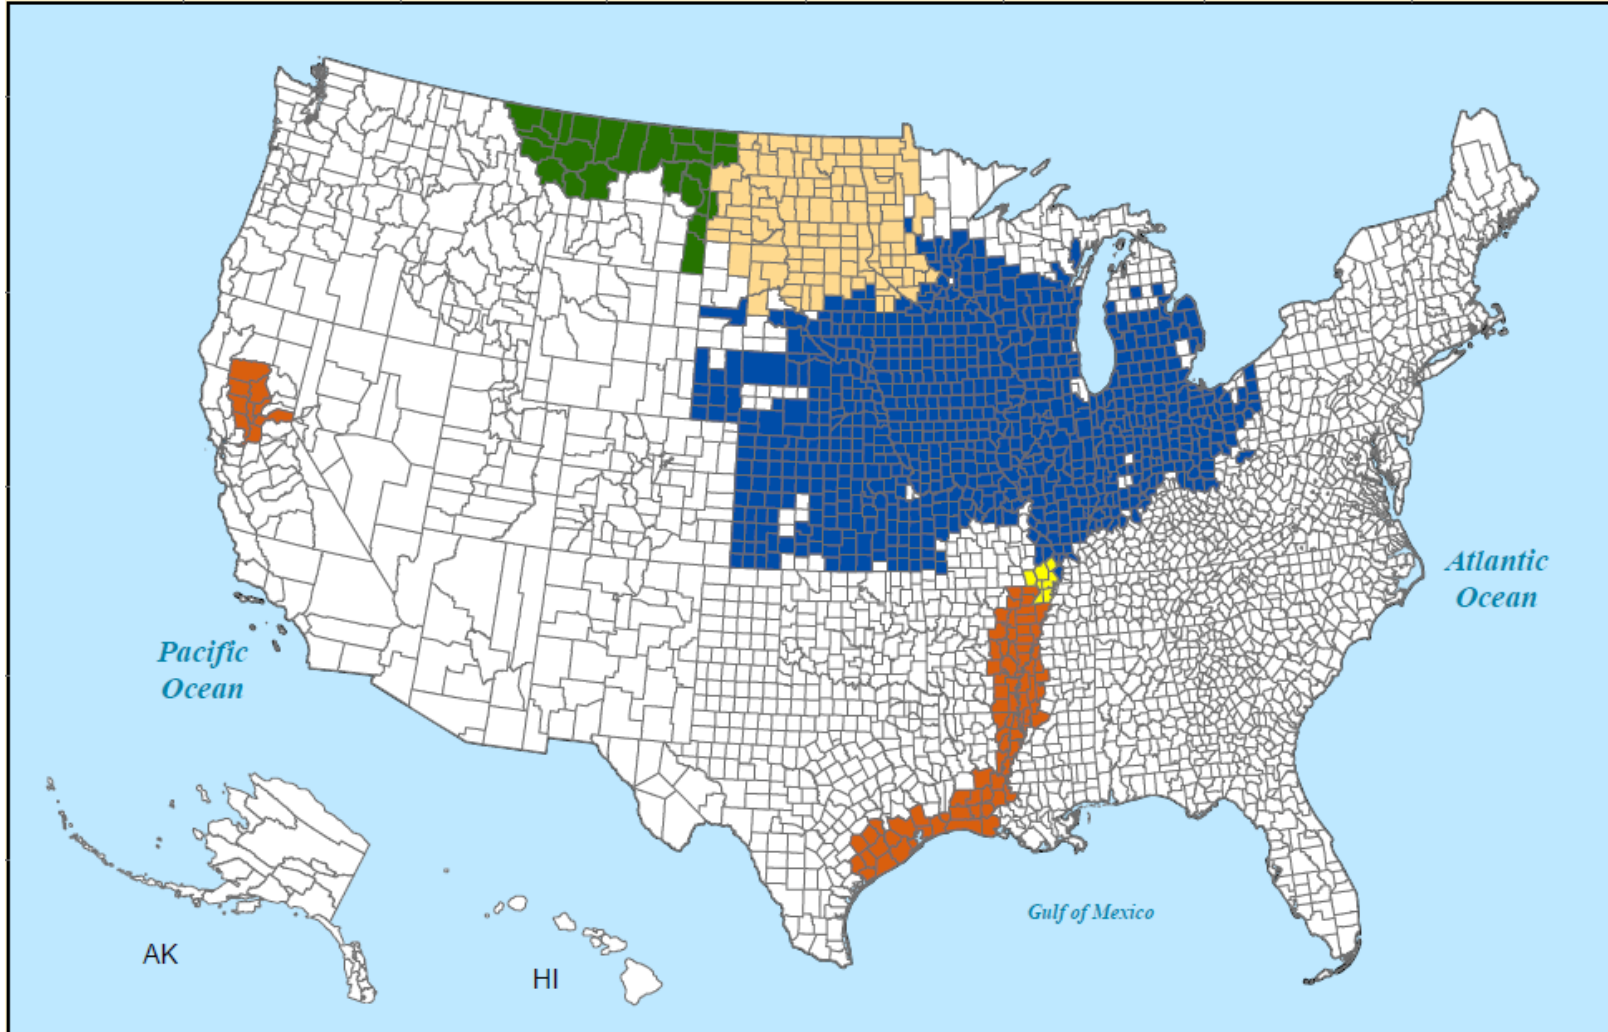 Atlantic
Ocean
Pacific
Ocean
Gulf of Mexico
AK
HI